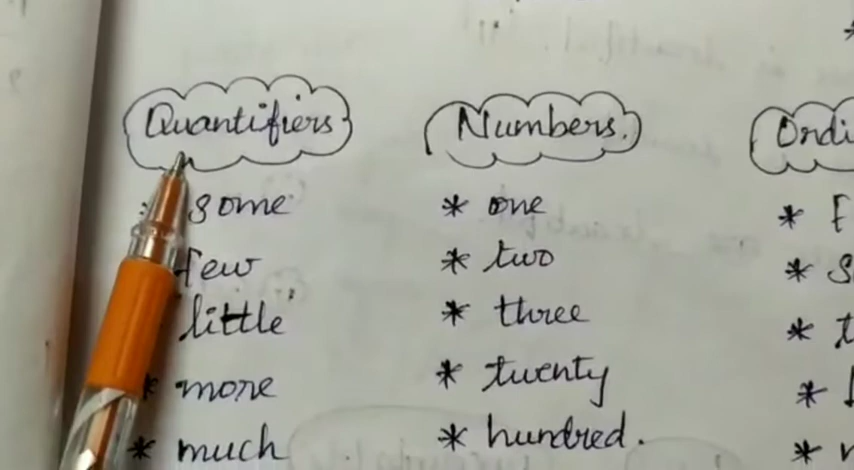 Quantifiers
Numbers.
some
few
little
more
* much
* one
* two
* three
* twenty
* hundred.